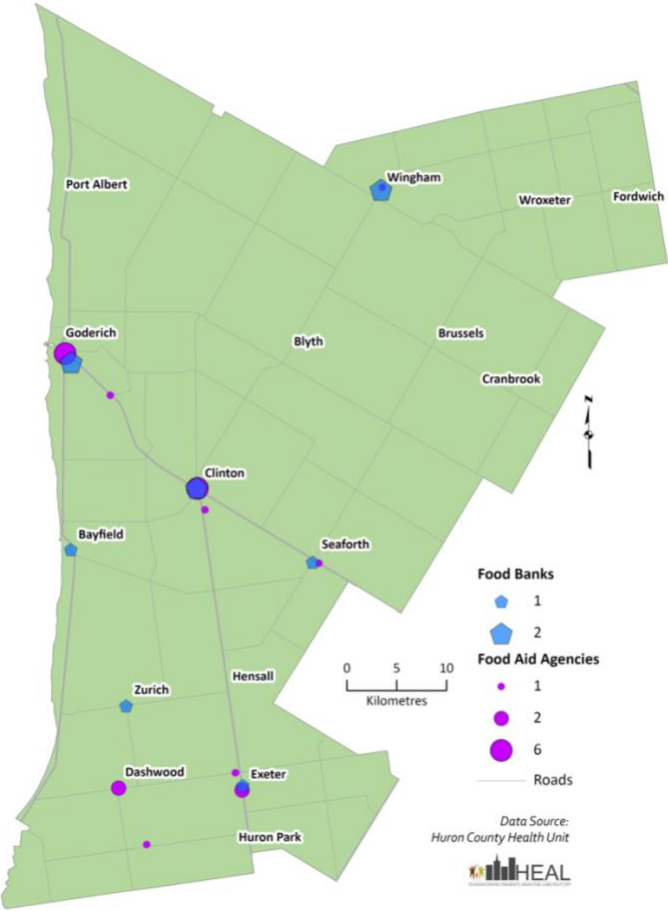 Wingham
Port Albert
Wroxeter
Fordwich
Goderich
Blyth
Brussels
Cranbrook
N
Clinton
Bayfield
Seaforth
Food Banks
1
2
Food Aid Agencies
1
2
6
Roads
0 5 10
Kilometres
Hensall
Zurich
Dashwood
Exeter
Huron Park
Data Source:
Huron County Health Unit
HEAL